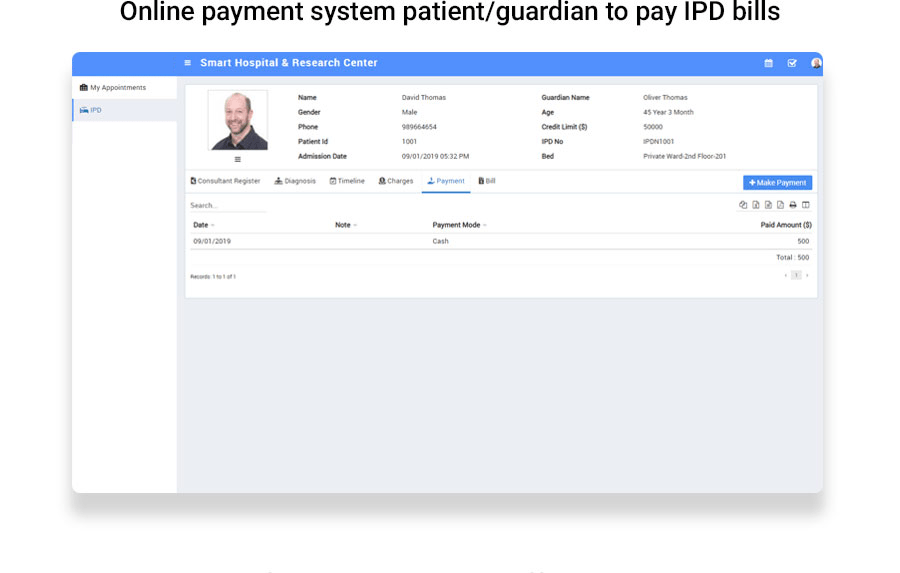 Online payment system patient/guardian to pay IPD bills
Smart Hospital & Research Center
My Appointments
IPD
Name David Thomas Guardian Name Oliver Thomas
Gender Male Age 45 Year 3 Month
Phone 989664654 Credit Limit ($) 50000
Patient Id 1001 IPD No IPDN1001
Admission Date 09/01/2019 05:32 PM Bed Private Ward-2nd Floor-201
Consultant Register Diagnosis Timeline Charges Payment Bill + Make Payment
Search...
Date Note Payment Mode Paid Amount ($)
09/01/2019 Cash 500
Total : 500
Records: 1 to 1 of 1 ‹ 1 ›